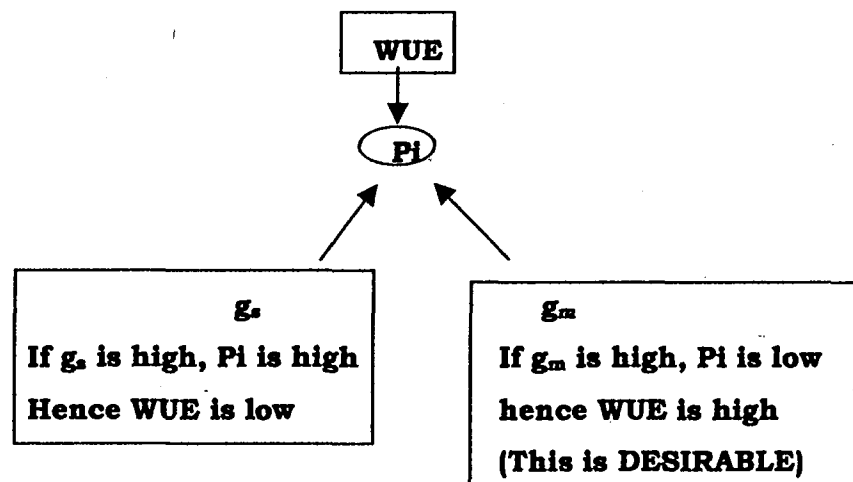 WUE
Pi
gs
If gs is high, Pi is high
Hence WUE is low
gm
If gm is high, Pi is low
hence WUE is high
(This is DESIRABLE)